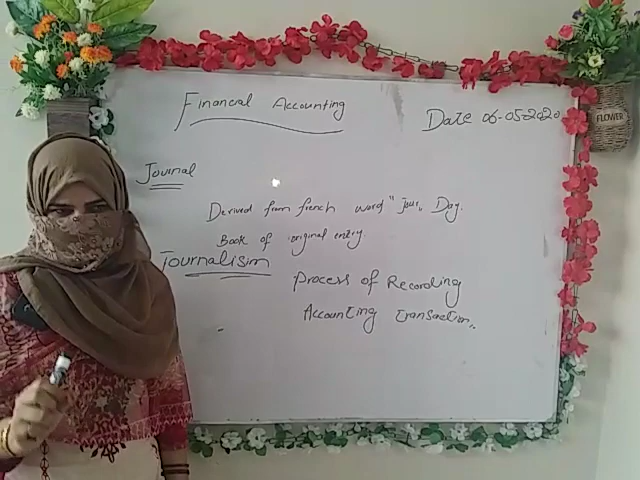 Financial Accounting
Date 06-05-2020
Journal
Derived from french word "Jour" Day.
Book of original entry
Journalisim
Process of Recording
Accounting transaction.
FLOWER